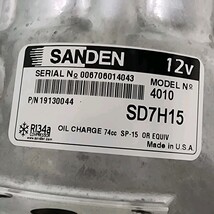 SANDEN 12v
SERIAL No 006706014043
MODEL No
4010
P/N 19130044
SD7H15
R134a
OIL CHARGE 74cc SP-15 OR EQUIV
Made in U.S.A.